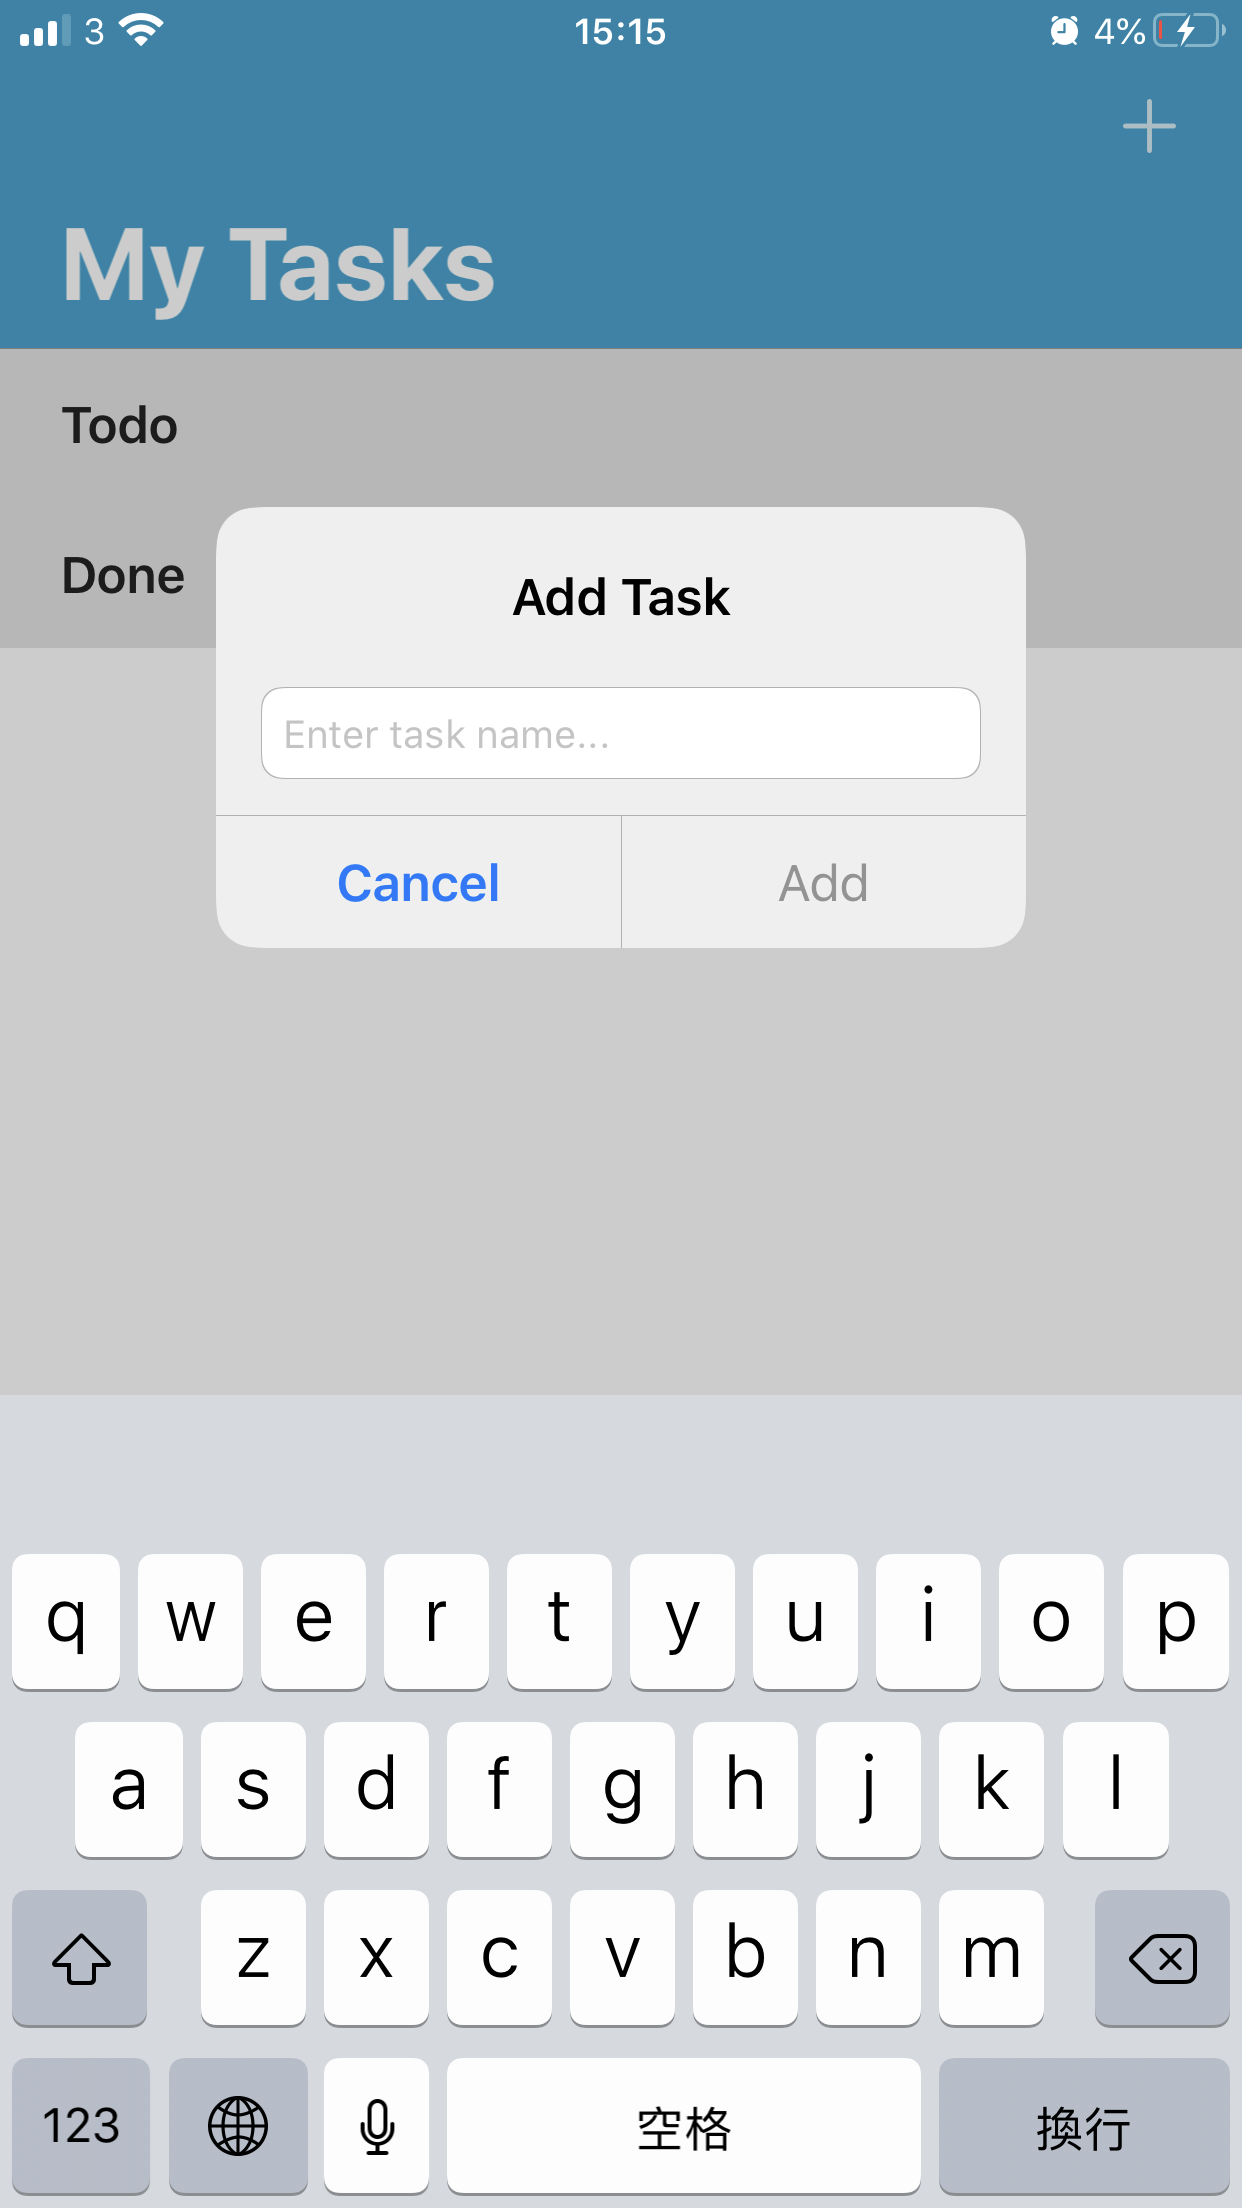 3 15:15 4%
My Tasks
Todo
Done
Add Task
Enter task name...
Cancel Add
q w e r t y u i o p
a s d f g h j k l
z x c v b n m
123 空格 換行